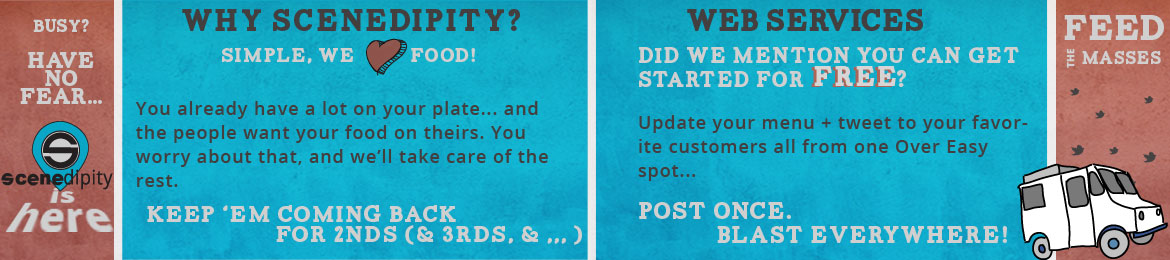 BUSY?
HAVE
NO
FEAR...
S
scenedipity
is
here
WHY SCENEDIPITY?
SIMPLE, WE FOOD!
You already have a lot on your plate... and
the people want your food on theirs. You
worry about that, and we'll take care of the
rest.
KEEP 'EM COMING BACK
FOR 2NDS (& 3RDS, & ,,, )
WEB SERVICES
DID WE MENTION YOU CAN GET
STARTED FOR FREE?
Update your menu + tweet to your favor-
ite customers all from one Over Easy
spot...
POST ONCE.
BLAST EVERYWHERE!
FEED
THE MASSES